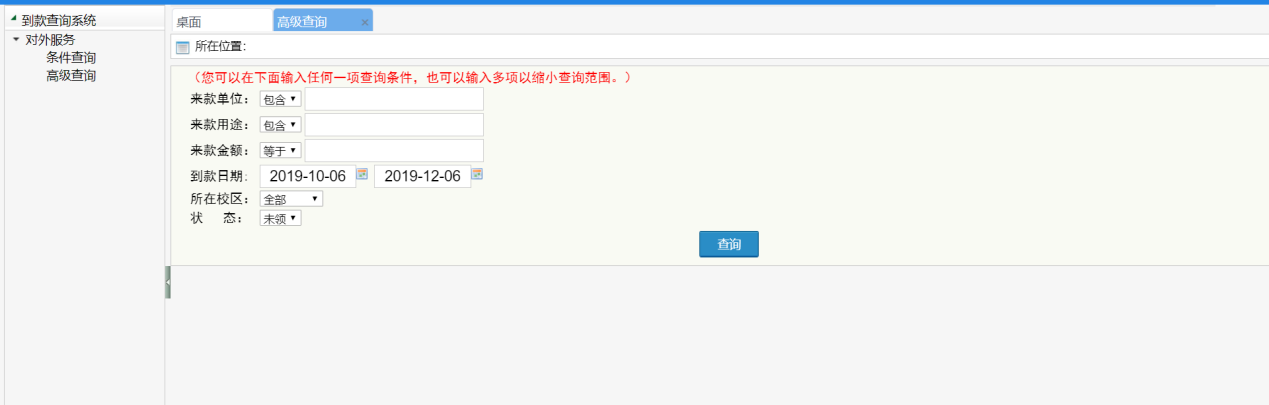 到款查询系统
对外服务
条件查询
高级查询
桌面
高级查询 ×
所在位置：
（您可以在下面输入任何一项查询条件，也可以输入多项以缩小查询范围。）
来款单位： 包含
来款用途： 包含
来款金额： 等于
到款日期: 2019-10-06 2019-12-06
所在校区： 全部
状 态： 未领
查询